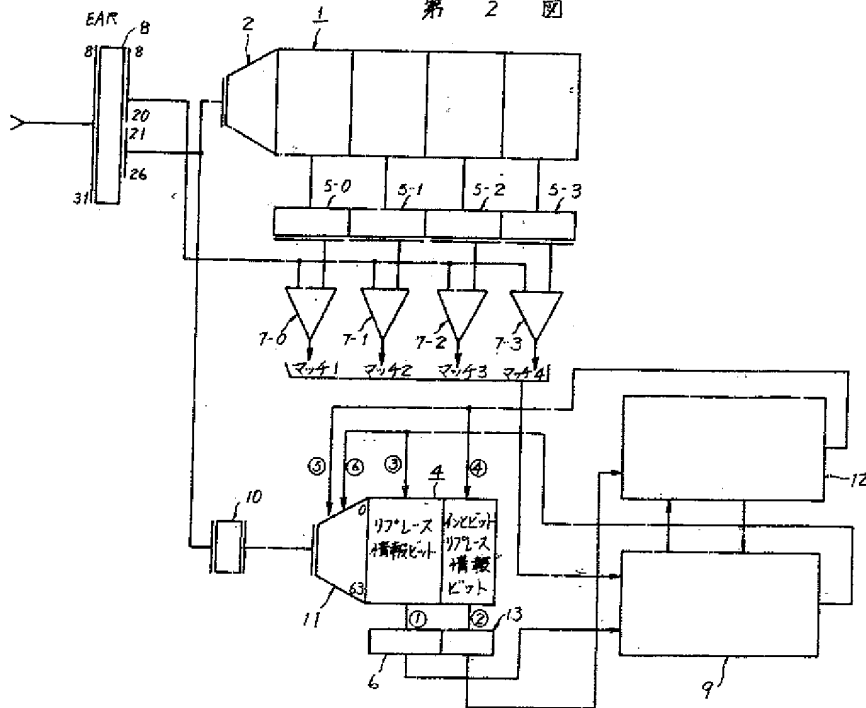 第 2 図
EAR
8
8 8
20
21
26
31
2
1
5-0 5-1 5-2 5-3
7-0 7-1 7-2 7-3
マッチ1 マッチ2 マッチ3 マッチ4
⑤ ⑥ ③ ④
4
12
10
0
リプレース
情報ビット
63
インヒビット
リプレース
情報
ビット
11
① ②
13
6
9